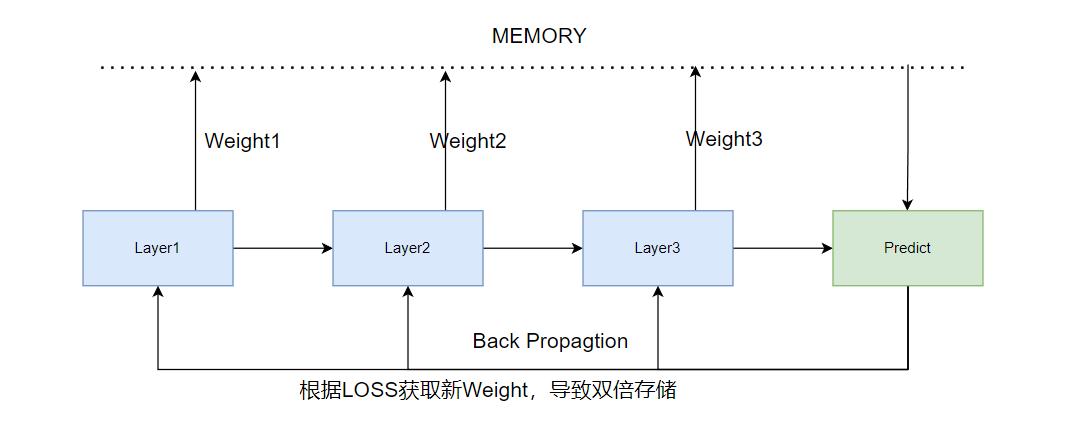 MEMORY
Weight1
Weight2
Weight3
Layer1
Layer2
Layer3
Predict
Back Propagtion
根据LOSS获取新Weight，导致双倍存储